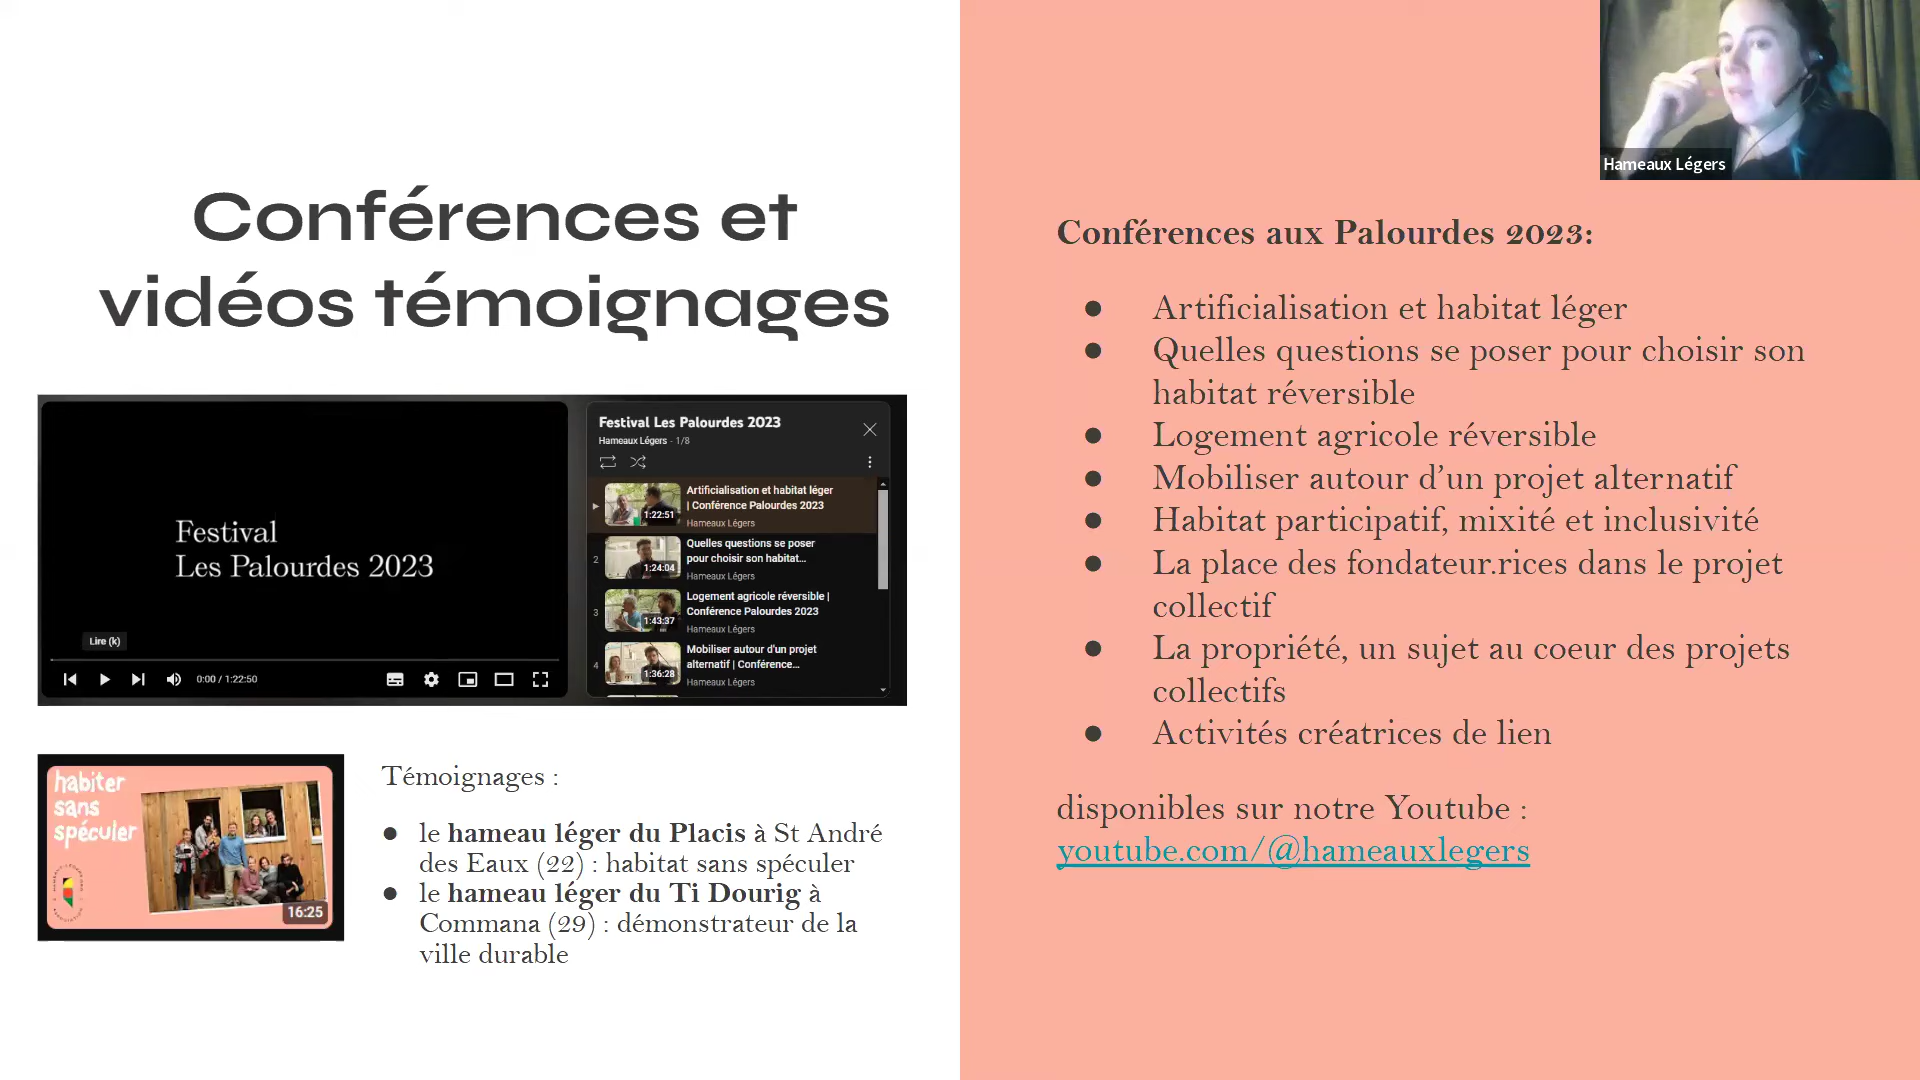 Hameaux Légers
Conférences et
vidéos témoignages
Festival
Les Palourdes 2023
Lire (k)
0:00 / 1:22:50
Festival Les Palourdes 2023
Hameaux Légers - 1/8
Artificialisation et habitat léger
| Conférence Palourdes 2023
Hameaux Légers
1:22:51
2
Quelles questions se poser
pour choisir son habitat...
Hameaux Légers
1:24:04
3
Logement agricole réversible |
Conférence Palourdes 2023
Hameaux Légers
1:43:37
4
Mobiliser autour d'un projet
alternatif | Conférence...
Hameaux Légers
1:36:28
habiter
sans
spéculer
16:25
Témoignages :
● le hameau léger du Placis à St André
des Eaux (22) : habitat sans spéculer
● le hameau léger du Ti Dourig à
Commana (29) : démonstrateur de la
ville durable
Conférences aux Palourdes 2023:
● Artificialisation et habitat léger
● Quelles questions se poser pour choisir son
habitat réversible
● Logement agricole réversible
● Mobiliser autour d’un projet alternatif
● Habitat participatif, mixité et inclusivité
● La place des fondateur.rices dans le projet
collectif
● La propriété, un sujet au coeur des projets
collectifs
● Activités créatrices de lien
disponibles sur notre Youtube :
youtube.com/@hameauxlegers